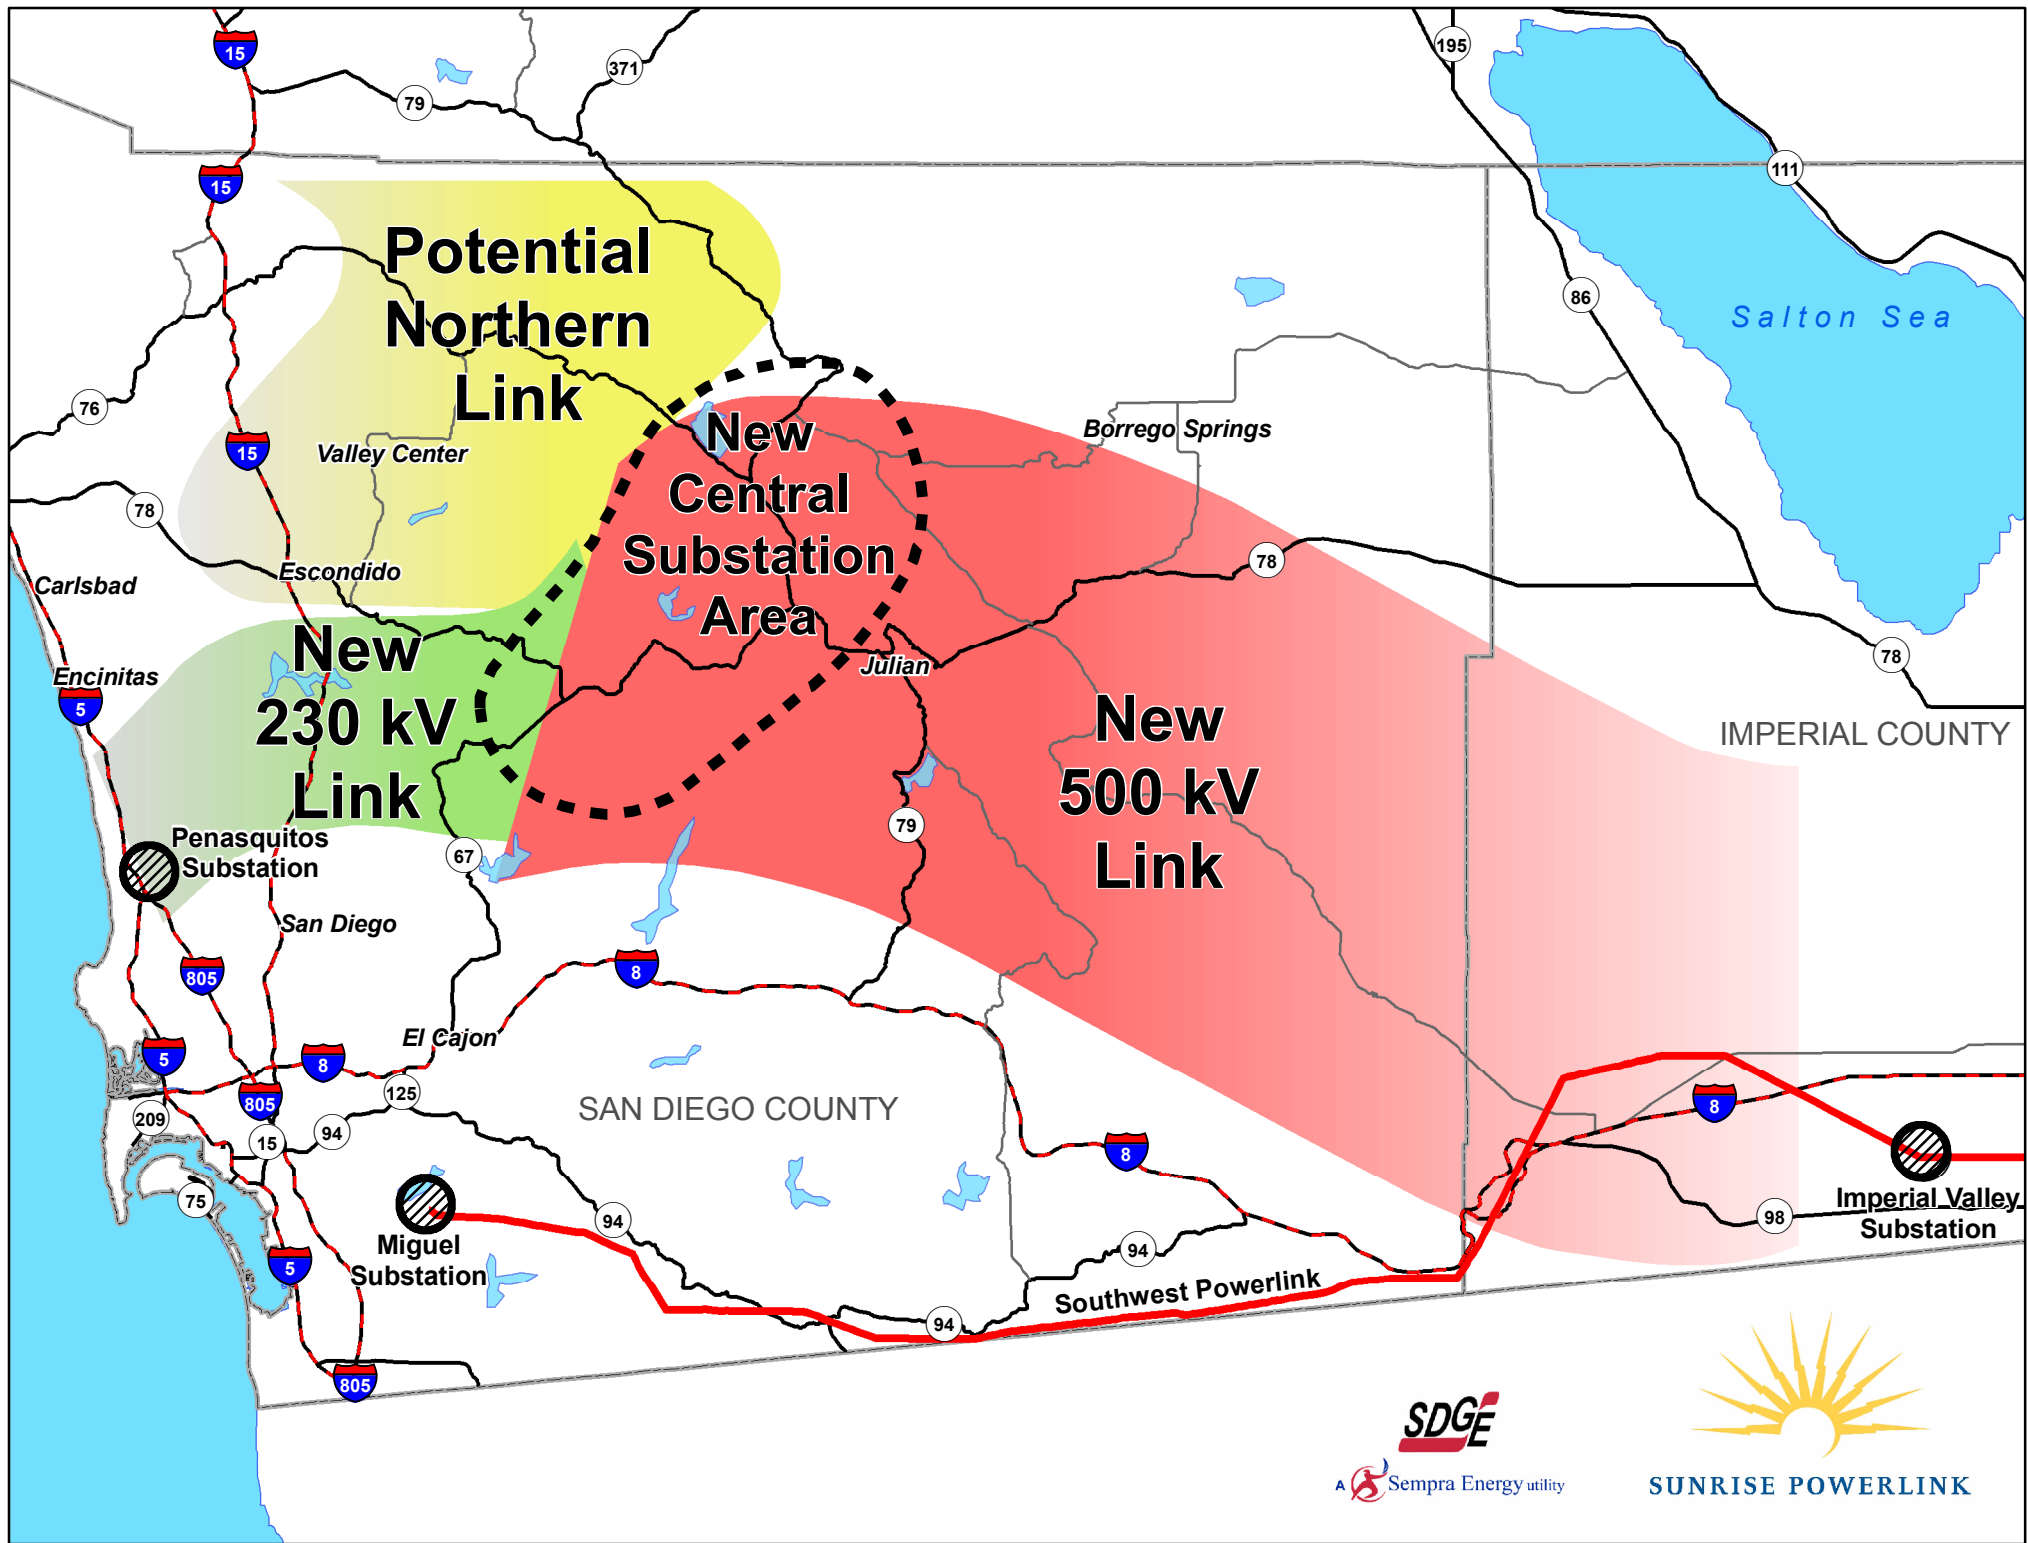 15
371
195
79
15
111
Potential
Northern
Link
86
Salton Sea
76
New
Central
Substation
Area
Borrego Springs
15
Valley Center
78
78
Carlsbad
Escondido
New
230 kV
Link
Julian
78
Encinitas
5
New
500 kV
Link
IMPERIAL COUNTY
79
67
Penasquitos
Substation
San Diego
805
8
El Cajon
5
8
125
805
SAN DIEGO COUNTY
8
209
15
94
8
75
94
98
Imperial Valley
Substation
Miguel
Substation
94
5
Southwest Powerlink
94
805
SDGE
A Sempra Energy utility
SUNRISE POWERLINK